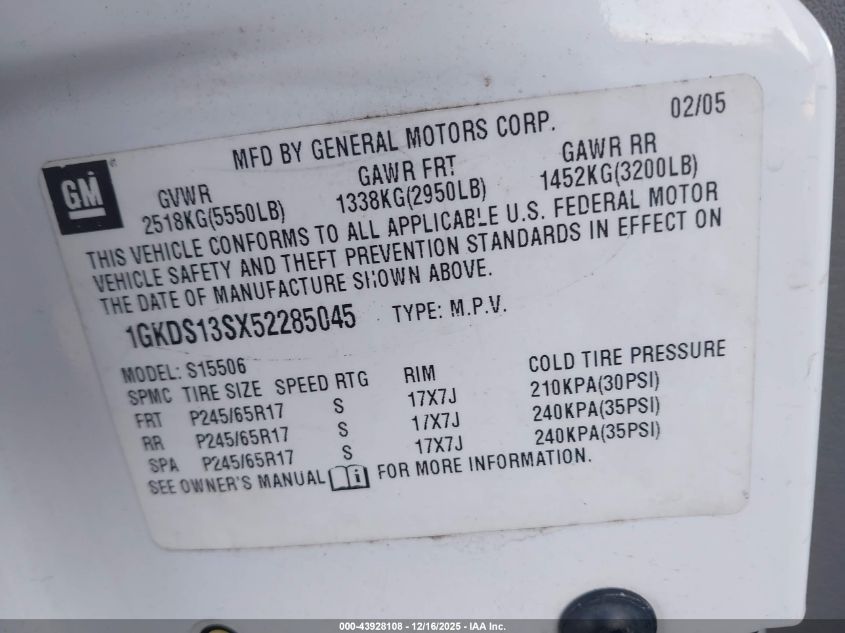 02/05
MFD BY GENERAL MOTORS CORP.
GM
GVWR GAWR FRT GAWR RR
2518KG(5550LB) 1338KG(2950LB) 1452KG(3200LB)
THIS VEHICLE CONFORMS TO ALL APPLICABLE U.S. FEDERAL MOTOR
VEHICLE SAFETY AND THEFT PREVENTION STANDARDS IN EFFECT ON
THE DATE OF MANUFACTURE SHOWN ABOVE.
1GKDS13SX52285045 TYPE: M.P.V.
MODEL: S15506
SPMC TIRE SIZE SPEED RTG RIM COLD TIRE PRESSURE
FRT P245/65R17 S 17X7J 210KPA(30PSI)
RR P245/65R17 S 17X7J 240KPA(35PSI)
SPA P245/65R17 S 17X7J 240KPA(35PSI)
SEE OWNER'S MANUAL i FOR MORE INFORMATION.
000-43928108 - 12/16/2025 - IAA Inc.